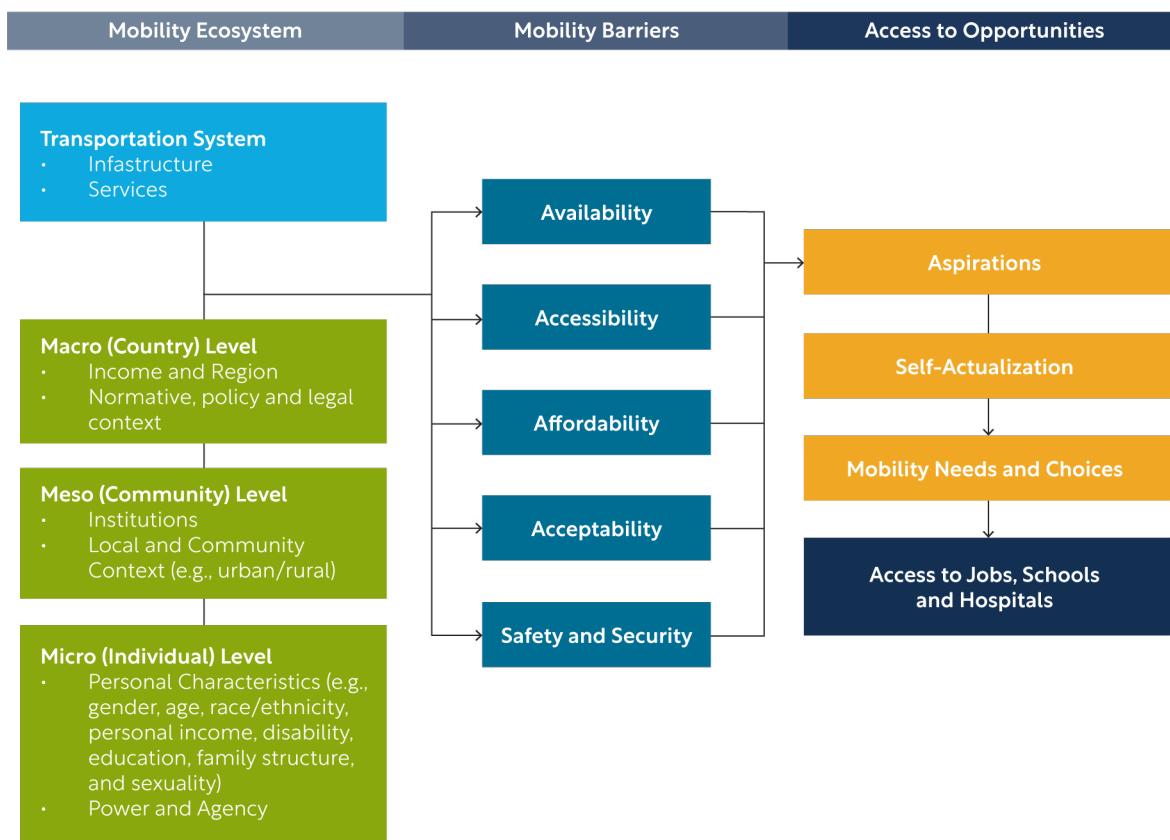 Mobility Ecosystem
Mobility Barriers
Access to Opportunities
Transportation System
• Infastructure
• Services
Macro (Country) Level
• Income and Region
• Normative, policy and legal
context
Meso (Community) Level
• Institutions
• Local and Community
Context (e.g., urban/rural)
Micro (Individual) Level
• Personal Characteristics (e.g.,
gender, age, race/ethnicity,
personal income, disability,
education, family structure,
and sexuality)
• Power and Agency
Availability
Accessibility
Affordability
Acceptability
Safety and Security
Aspirations
Self-Actualization
Mobility Needs and Choices
Access to Jobs, Schools
and Hospitals